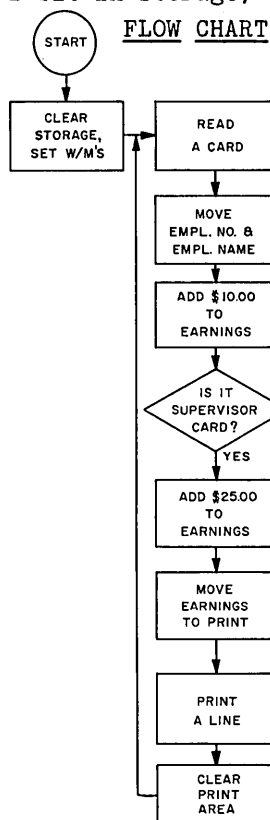 FLOW CHART
START
CLEAR
STORAGE,
SET W/M'S
READ
A CARD
MOVE
EMPL. NO. &
EMPL. NAME
ADD $10.00
TO
EARNINGS
IS IT
SUPERVISOR
CARD?
YES
ADD $25.00
TO
EARNINGS
MOVE
EARNINGS
TO PRINT
PRINT
A LINE
CLEAR
PRINT
AREA